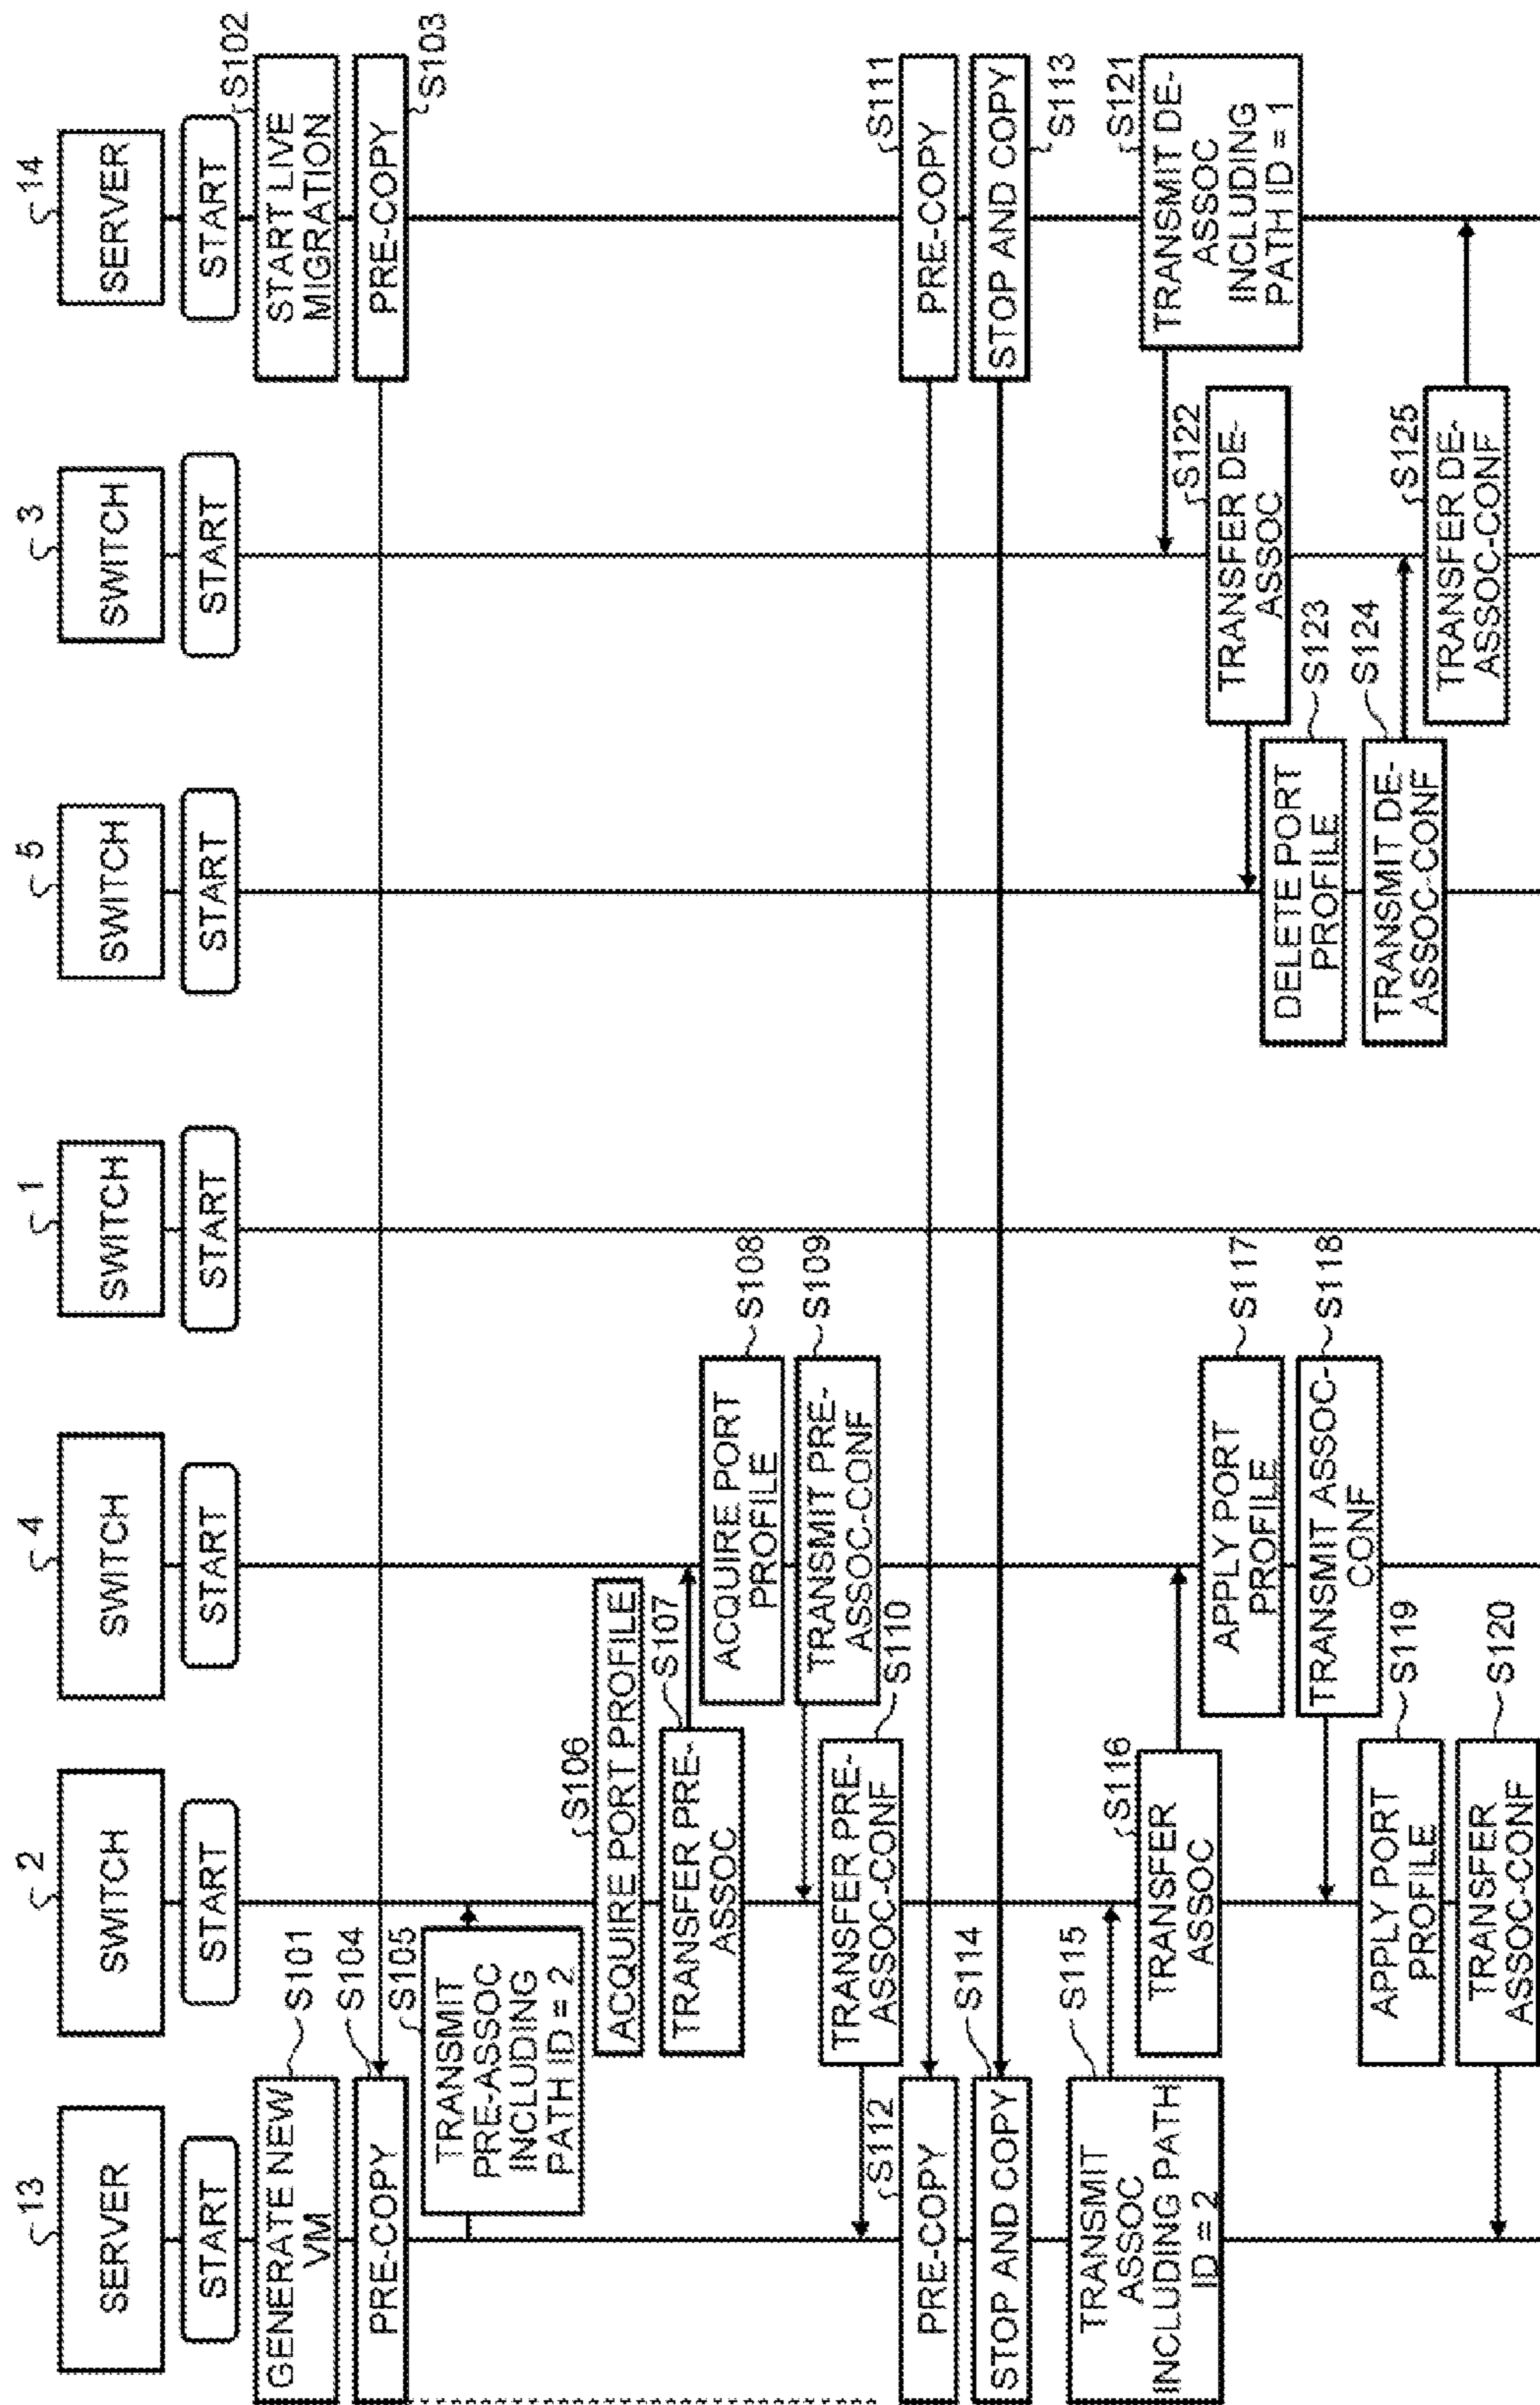 13
SERVER
START
2
SWITCH
START
4
SWITCH
START
1
SWITCH
START
5
SWITCH
START
3
SWITCH
START
14
SERVER
START
GENERATE NEW
VM
S101
S102
START LIVE
MIGRATION
PRE-COPY
S104
PRE-COPY
S103
S105
TRANSMIT
PRE-ASSOC
INCLUDING
PATH ID = 2
S106
ACQUIRE PORT PROFILE
S107
TRANSFER PRE-
ASSOC
ACQUIRE PORT
PROFILE
S108
TRANSMIT PRE-
ASSOC-CONF
S109
TRANSFER PRE-
ASSOC-CONF
S110
S112
PRE-COPY
S111
PRE-COPY
STOP AND COPY
S114
STOP AND COPY
S113
TRANSMIT
ASSOC
INCLUDING PATH
ID = 2
S115
S116
TRANSFER
ASSOC
APPLY PORT
PROFILE
S117
TRANSMIT ASSOC-
CONF
S118
APPLY PORT
PROFILE
S119
TRANSFER
ASSOC-CONF
S120
S121
TRANSMIT DE-
ASSOC
INCLUDING
PATH ID = 1
S122
TRANSFER DE-
ASSOC
DELETE PORT
PROFILE
S123
TRANSMIT DE-
ASSOC-CONF
S124
S125
TRANSFER DE-
ASSOC-CONF